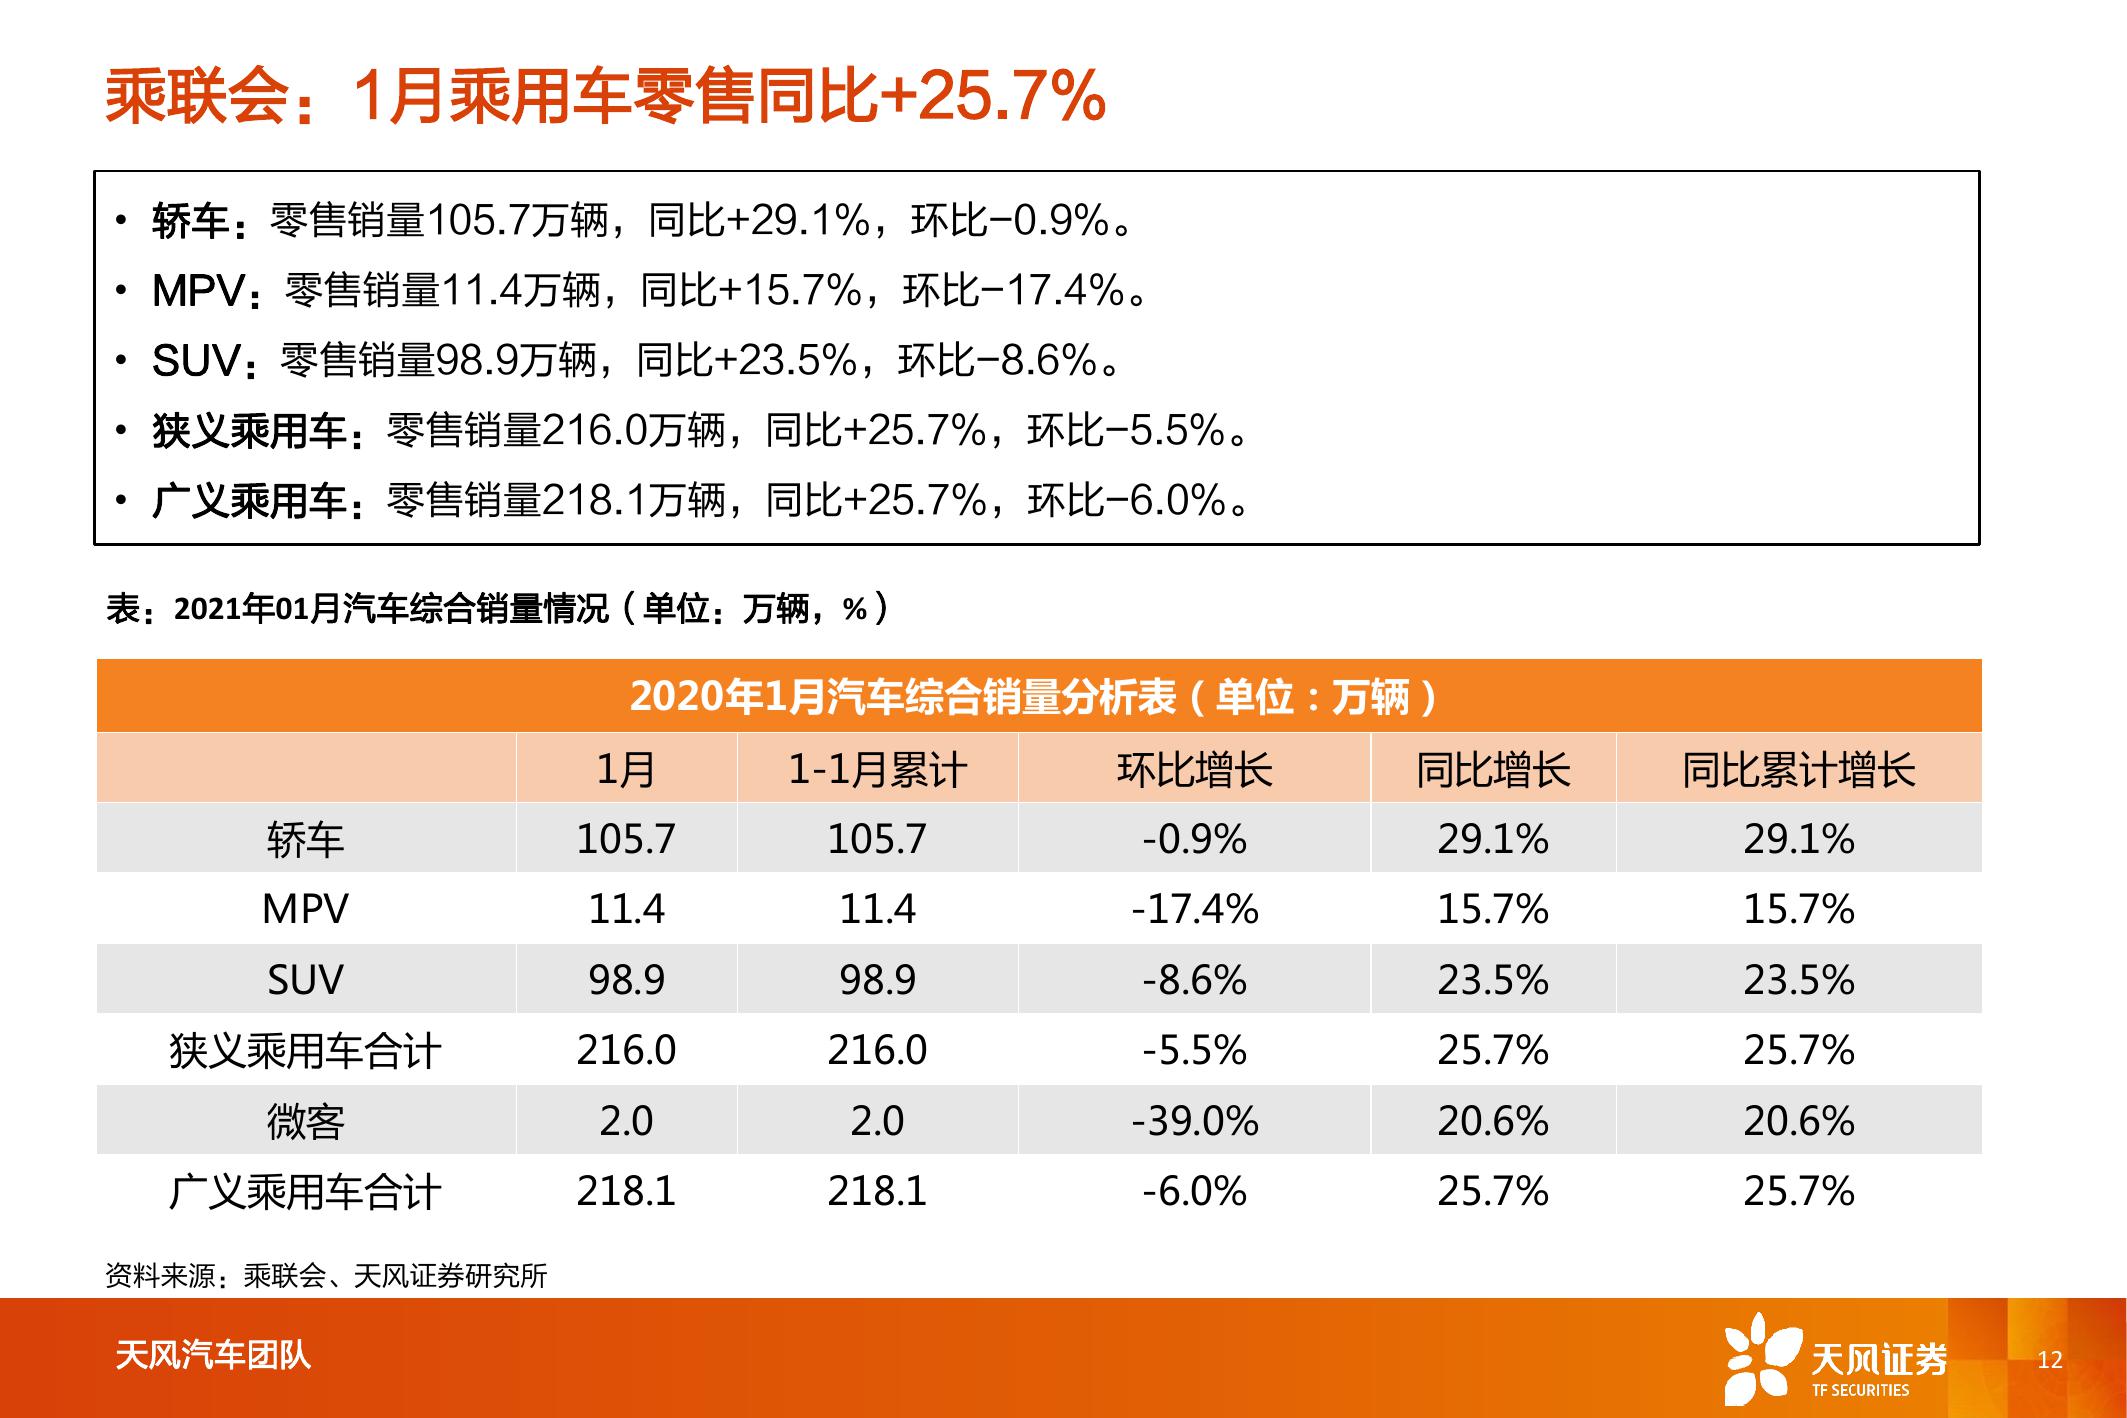 乘联会：1月乘用车零售同比+25.7%
• 轿车：零售销量105.7万辆，同比+29.1%，环比-0.9%。
• MPV：零售销量11.4万辆，同比+15.7%，环比-17.4%。
• SUV：零售销量98.9万辆，同比+23.5%，环比-8.6%。
• 狭义乘用车：零售销量216.0万辆，同比+25.7%，环比-5.5%。
• 广义乘用车：零售销量218.1万辆，同比+25.7%，环比-6.0%。
表：2021年01月汽车综合销量情况（单位：万辆，%）
2020年1月汽车综合销量分析表（单位：万辆）
1月 1-1月累计 环比增长 同比增长 同比累计增长
轿车 105.7 105.7 -0.9% 29.1% 29.1%
MPV 11.4 11.4 -17.4% 15.7% 15.7%
SUV 98.9 98.9 -8.6% 23.5% 23.5%
狭义乘用车合计 216.0 216.0 -5.5% 25.7% 25.7%
微客 2.0 2.0 -39.0% 20.6% 20.6%
广义乘用车合计 218.1 218.1 -6.0% 25.7% 25.7%
资料来源：乘联会、天风证券研究所
天风汽车团队
天风证券
TF SECURITIES
12